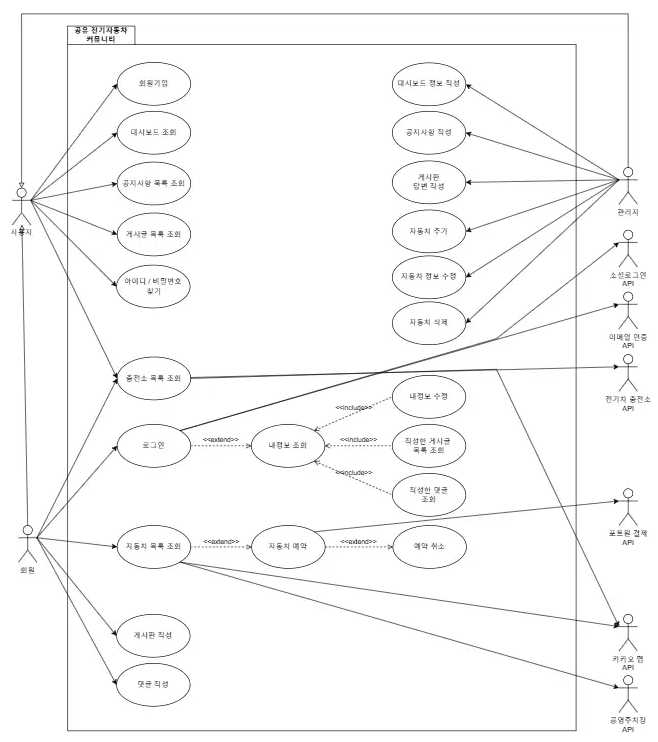 공유 전기자동차
커뮤니티
회원가입
대시보드 조회
공지사항 목록 조회
게시글 목록 조회
아이디 / 비밀번호
찾기
충전소 목록 조회
로그인
<<extend>>
내정보 조회
자동차 목록 조회
<<extend>>
자동차 예약
<<extend>>
예약 취소
게시판 작성
댓글 작성
대시보드 정보 작성
공지사항 작성
게시판
답변 작성
자동차 추가
자동차 정보 수정
자동차 삭제
내정보 수정
<<include>>
작성한 게시글
목록 조회
<<include>>
작성한 댓글
조회
<<include>>
사용자
회원
관리자
소셜로그인
API
이메일 인증
API
전기차 충전소
API
포트원 결제
API
카카오 맵
API
공영주차장
API